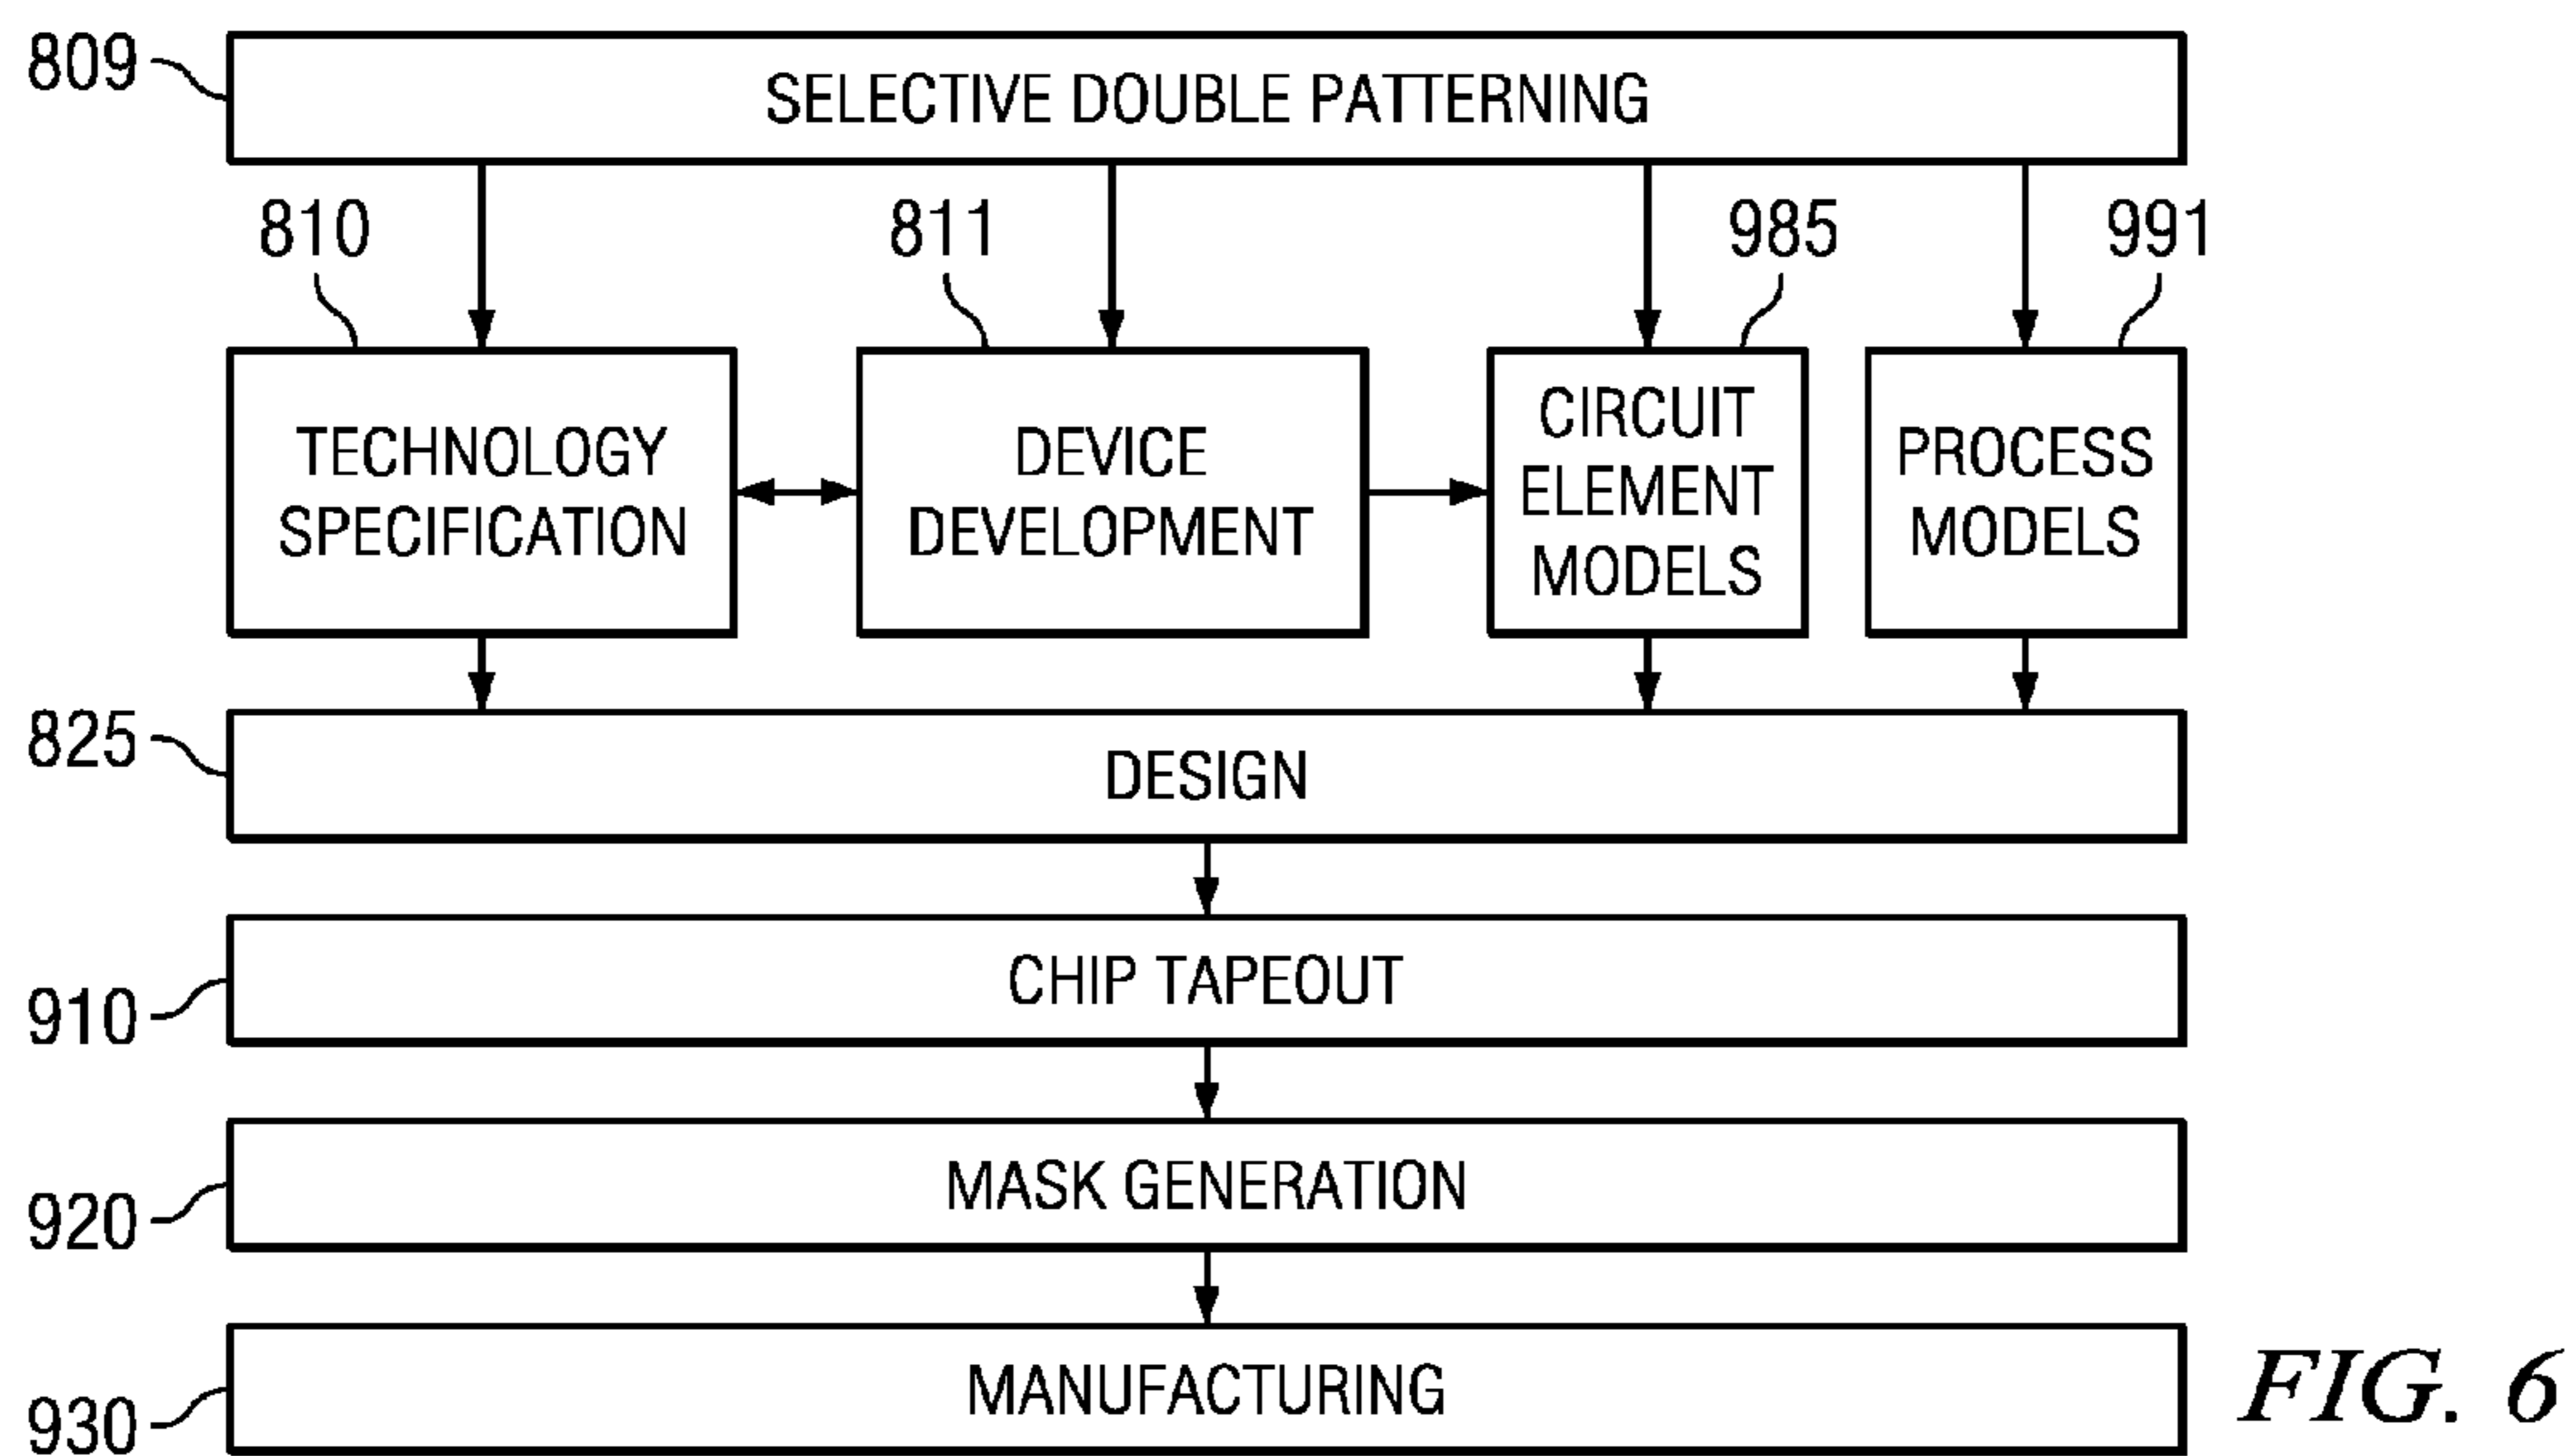 809
SELECTIVE DOUBLE PATTERNING
810
811
985
991
TECHNOLOGY
SPECIFICATION
DEVICE
DEVELOPMENT
CIRCUIT
ELEMENT
MODELS
PROCESS
MODELS
825
DESIGN
910
CHIP TAPEOUT
920
MASK GENERATION
930
MANUFACTURING
FIG. 6